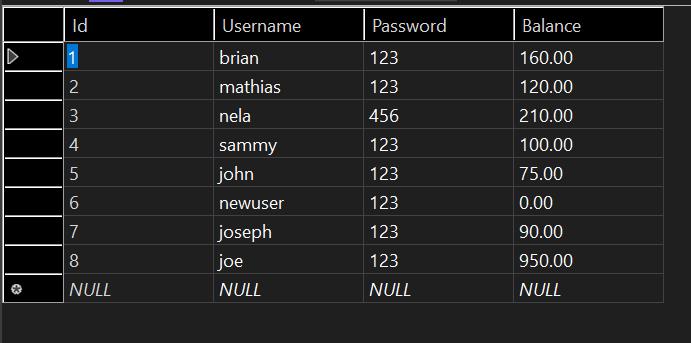 Id Username Password Balance
1 brian 123 160.00
2 mathias 123 120.00
3 nela 456 210.00
4 sammy 123 100.00
5 john 123 75.00
6 newuser 123 0.00
7 joseph 123 90.00
8 joe 123 950.00
NULL NULL NULL NULL